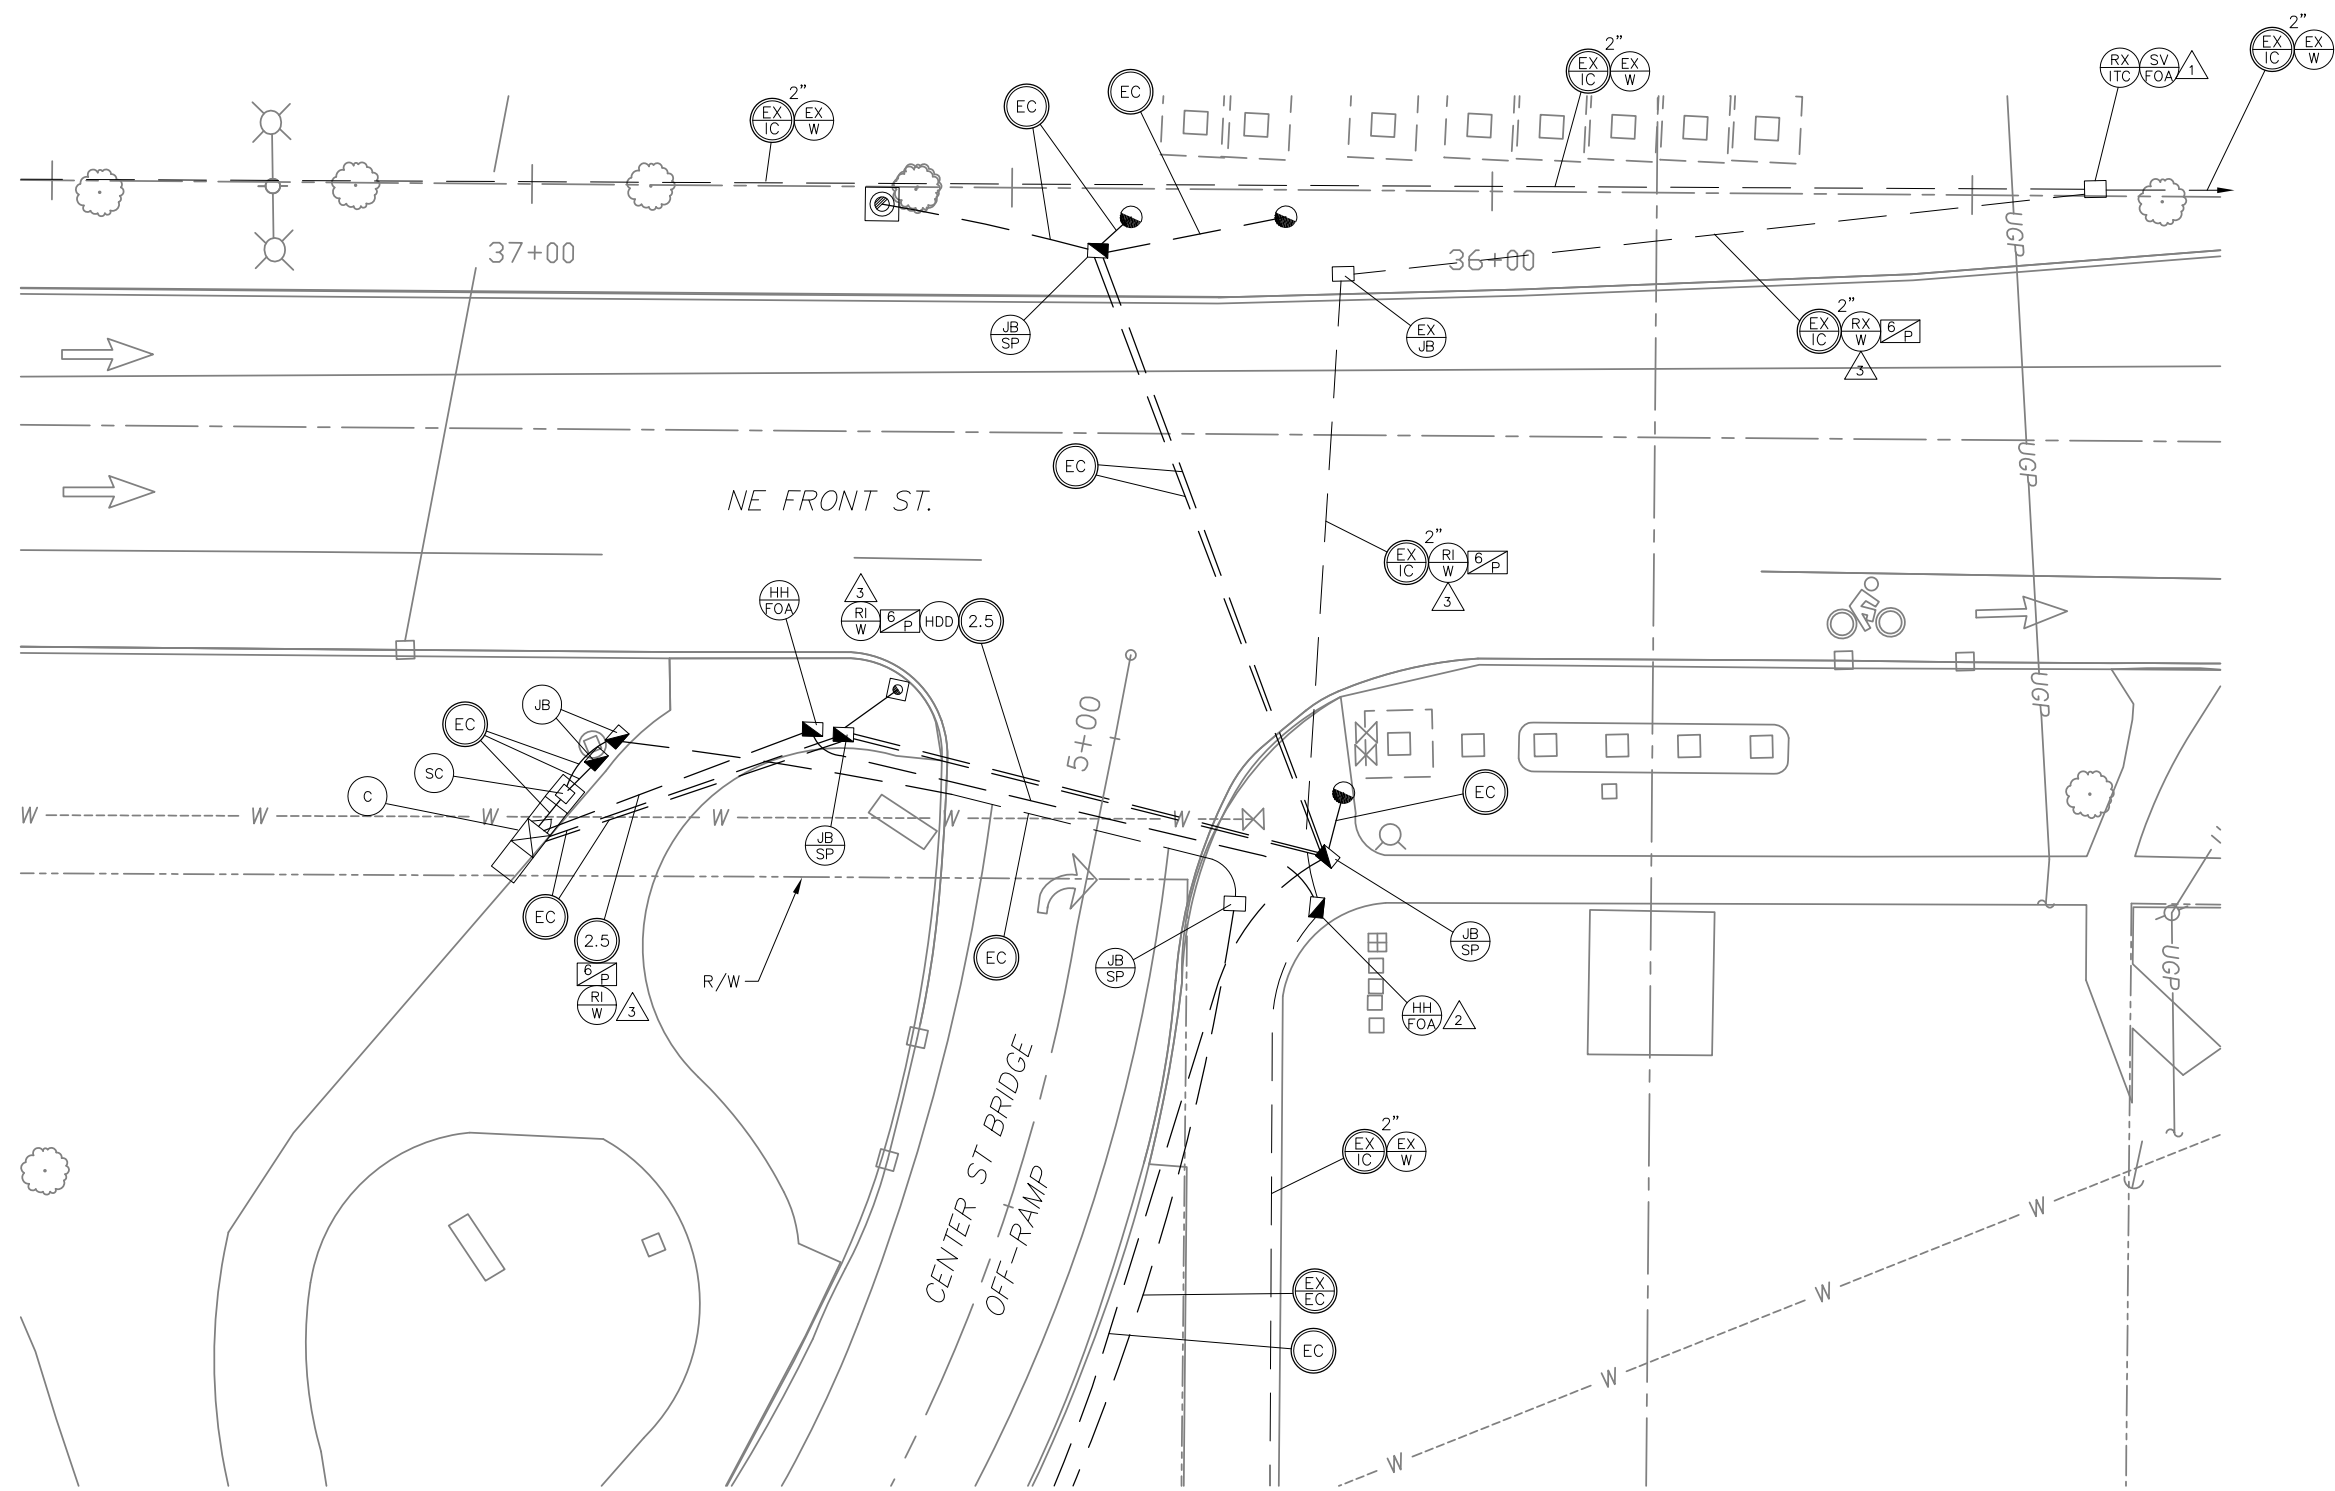 2"
EX
IC
EX
W
2"
EX
IC
EX
W
RX
ITC
SV
FOA
1
2"
EX
IC
EX
W
EC
EC
37+00
36+00
UGP
JB
SP
EX
JB
2"
EX
IC
RX
W
6
P
3
EC
UGP
NE FRONT ST.
2"
EX
IC
RI
W
6
P
3
HH
FOA
3
RI
W
6
P
HDD
2.5
UGP
JB
EC
SC
C
5+00
EC
W
W
W
W
W
W
JB
SP
EC
2.5
6
P
RI
W
3
R/W
EC
JB
SP
JB
SP
HH
FOA
2
UGP
CENTER ST BRIDGE
OFF-RAMP
2"
EX
IC
EX
W
W
W
W
W
EX
EC
EC